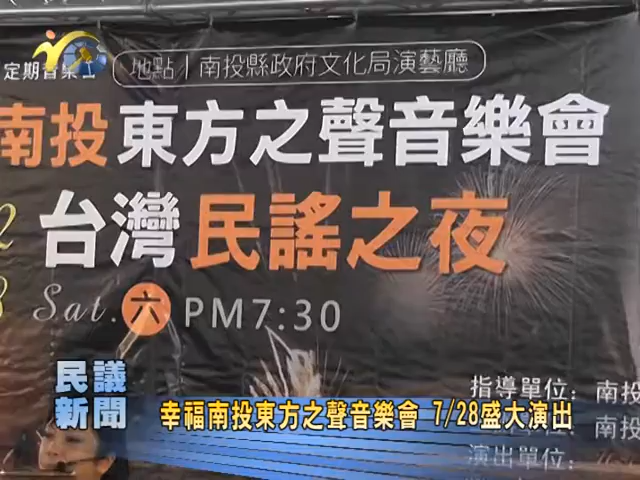 定期音樂會
地點｜南投縣政府文化局演藝廳
南投東方之聲音樂會
2 台灣民謠之夜
8 Sat. 六 PM7:30
指導單位：南投
：南投
演出單位：
民議
新聞
幸福南投東方之聲音樂會 7/28盛大演出